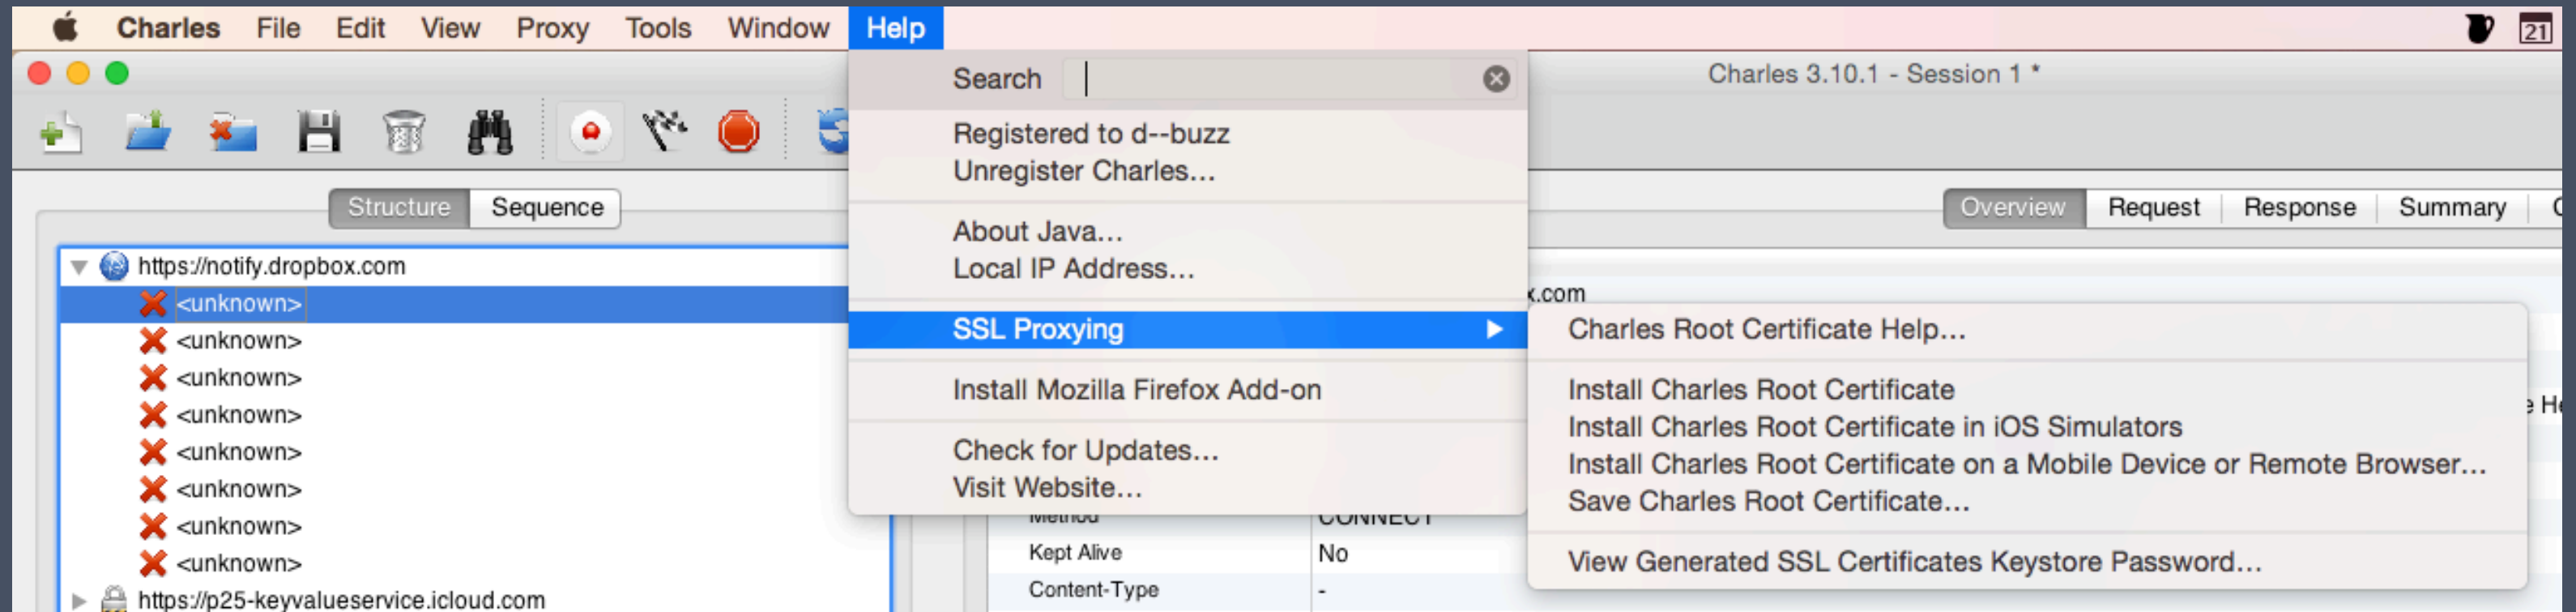 Charles File Edit View Proxy Tools Window Help
21
Charles 3.10.1 - Session 1 *
Search
Registered to d--buzz
Unregister Charles...
About Java...
Local IP Address...
SSL Proxying
Install Mozilla Firefox Add-on
Check for Updates...
Visit Website...
Charles Root Certificate Help...
Install Charles Root Certificate
Install Charles Root Certificate in iOS Simulators
Install Charles Root Certificate on a Mobile Device or Remote Browser...
Save Charles Root Certificate...
View Generated SSL Certificates Keystore Password...
Structure Sequence
https://notify.dropbox.com
<unknown>
<unknown>
<unknown>
<unknown>
<unknown>
<unknown>
<unknown>
<unknown>
https://p25-keyvalueservice.icloud.com
Overview Request Response Summary
x.com
Method CONNECT
Kept Alive No
Content-Type -